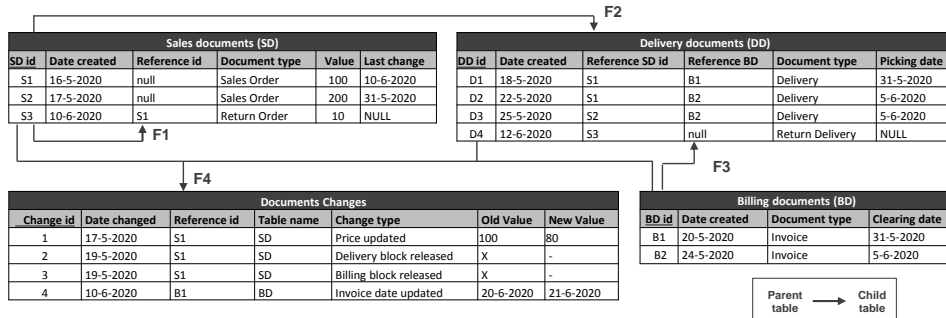 F2
Sales documents (SD)
SD id Date created Reference id Document type Value Last change
S1 16-5-2020 null Sales Order 100 10-6-2020
S2 17-5-2020 null Sales Order 200 31-5-2020
S3 10-6-2020 S1 Return Order 10 NULL
Delivery documents (DD)
DD id Date created Reference SD id Reference BD Document type Picking date
D1 18-5-2020 S1 B1 Delivery 31-5-2020
D2 22-5-2020 S1 B2 Delivery 5-6-2020
D3 25-5-2020 S2 B2 Delivery 5-6-2020
D4 12-6-2020 S3 null Return Delivery NULL
F1
F3
F4
Documents Changes
Change id Date changed Reference id Table name Change type Old Value New Value
1 17-5-2020 S1 SD Price updated 100 80
2 19-5-2020 S1 SD Delivery block released X -
3 19-5-2020 S1 SD Billing block released X -
4 10-6-2020 B1 BD Invoice date updated 20-6-2020 21-6-2020
Billing documents (BD)
BD id Date created Document type Clearing date
B1 20-5-2020 Invoice 31-5-2020
B2 24-5-2020 Invoice 5-6-2020
Parent table
Child table